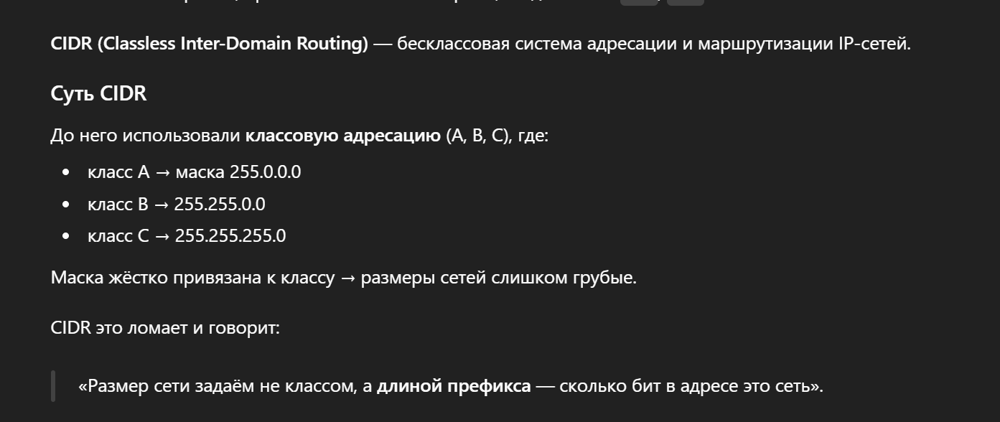 CIDR (Classless Inter-Domain Routing) — бесклассовая система адресации и маршрутизации IP-сетей.
Суть CIDR
До него использовали классовую адресацию (A, B, C), где:
• класс A → маска 255.0.0.0
• класс B → 255.255.0.0
• класс C → 255.255.255.0
Маска жёстко привязана к классу → размеры сетей слишком грубые.
CIDR это ломает и говорит:
«Размер сети задаём не классом, а длиной префикса — сколько бит в адресе это сеть».